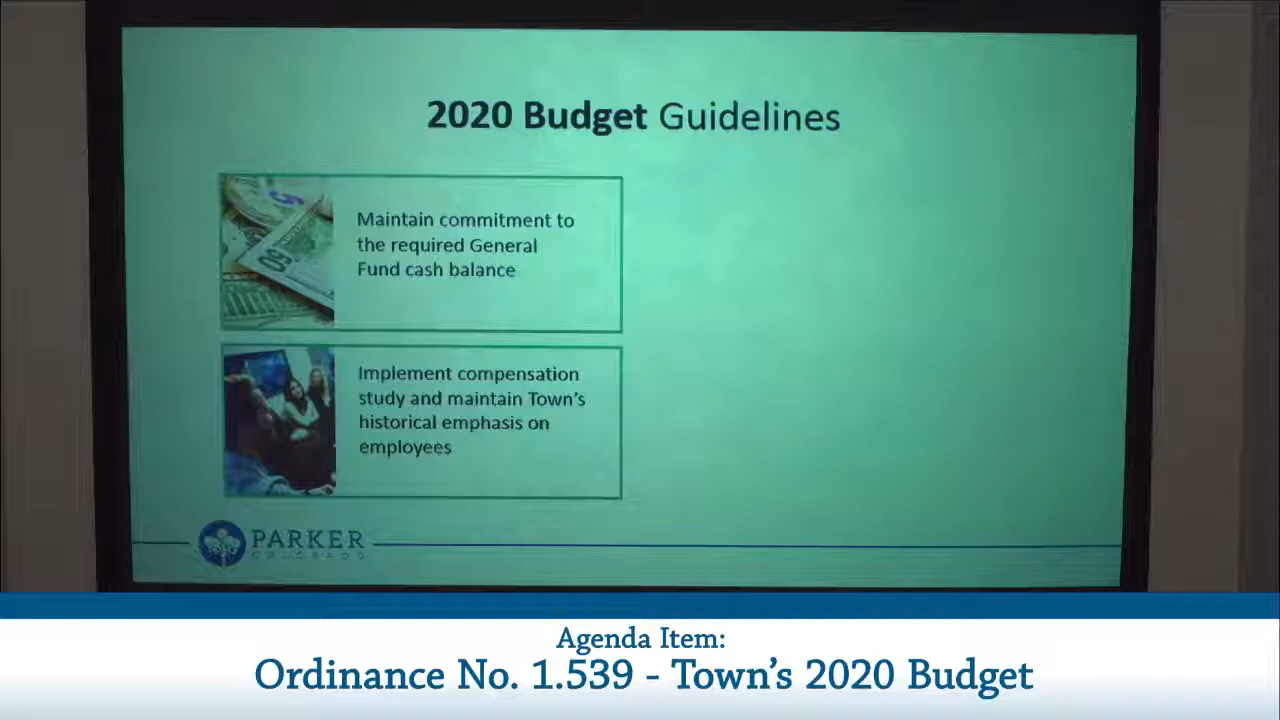 2020 Budget Guidelines
Maintain commitment to
the required General
Fund cash balance
Implement compensation
study and maintain Town's
historical emphasis on
employees
PARKER
COLORADO
Agenda Item:
Ordinance No. 1.539 - Town's 2020 Budget